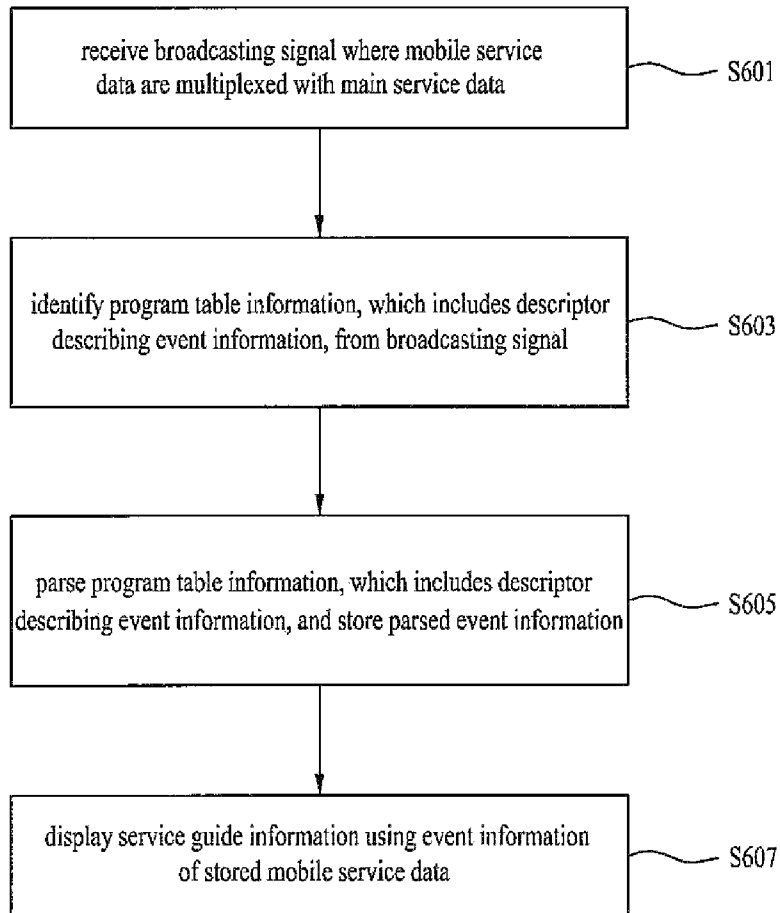 receive broadcasting signal where mobile service
data are multiplexed with main service data
S601
identify program table information, which includes descriptor
describing event information, from broadcasting signal
S603
parse program table information, which includes descriptor
describing event information, and store parsed event information
S605
display service guide information using event information
of stored mobile service data
S607